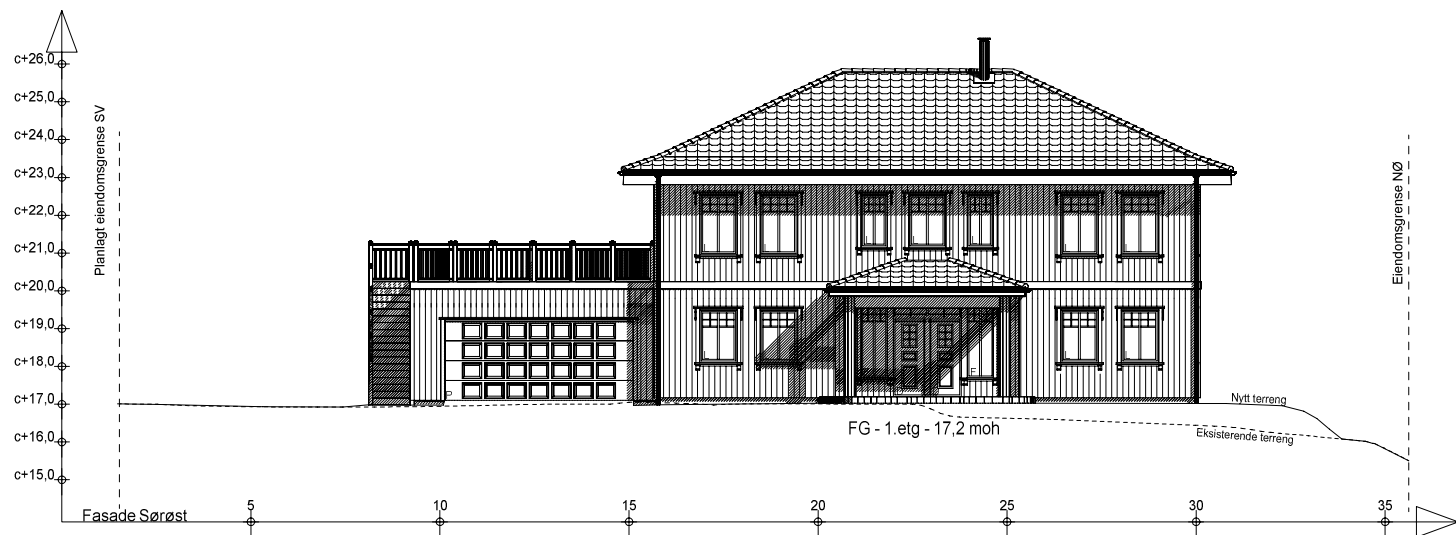 c+26,0
c+25,0
c+24,0
c+23,0
c+22,0
c+21,0
c+20,0
c+19,0
c+18,0
c+17,0
c+16,0
c+15,0
Planlagt eiendomsgrense SV
Eiendomsgrense NØ
F
F
Nytt terreng
Eksisterende terreng
FG - 1.etg - 17,2 moh
Fasade Sørøst
5
10
15
20
25
30
35